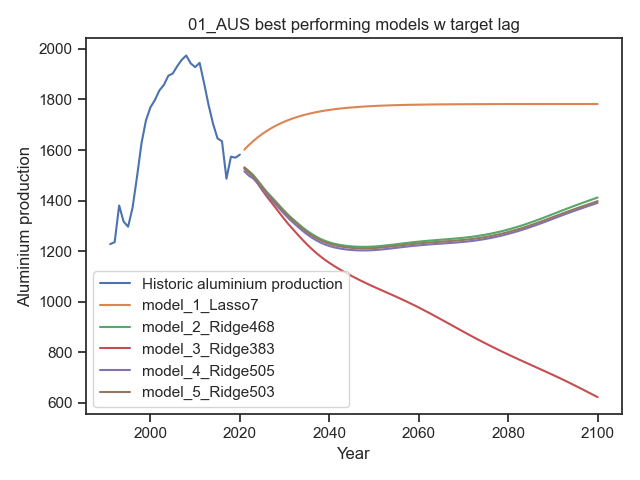 01_AUS best performing models w target lag
Aluminium production
2000
1800
1600
1400
1200
1000
800
600
Historic aluminium production
model_1_Lasso7
model_2_Ridge468
model_3_Ridge383
model_4_Ridge505
model_5_Ridge503
2000 2020 2040 2060 2080 2100
Year